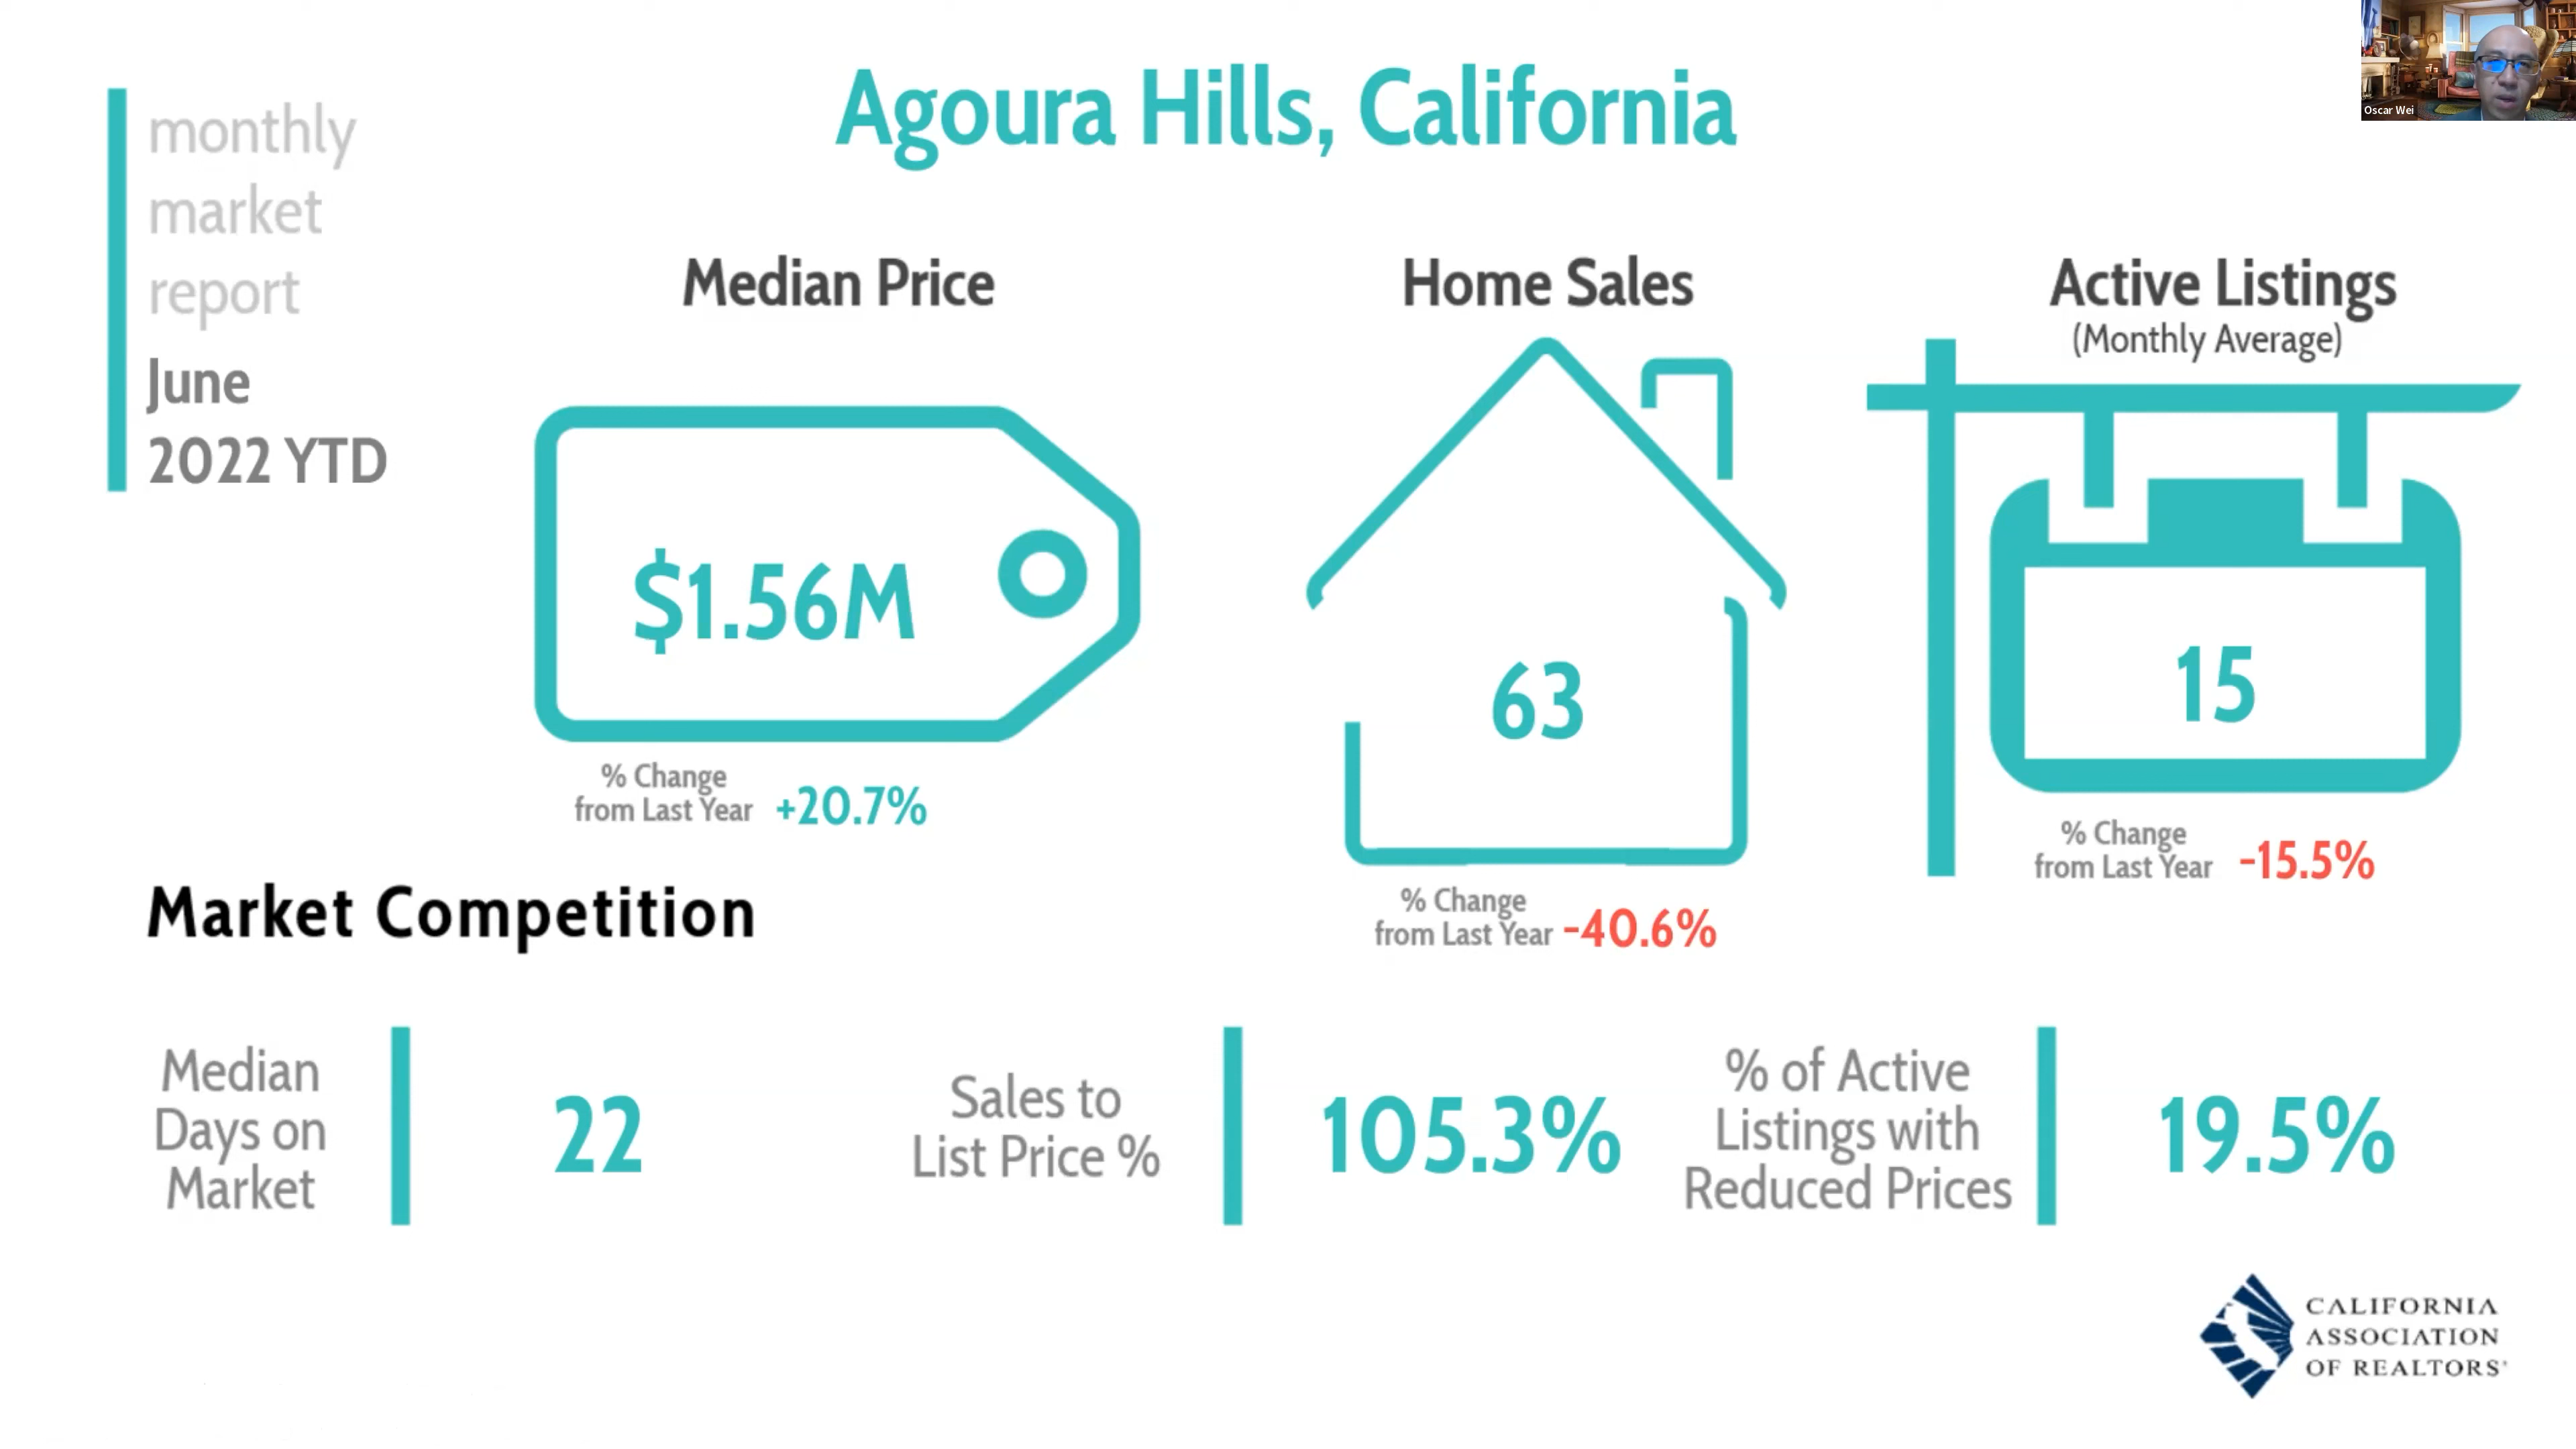 Agoura Hills, California
Oscar Wei
monthly
market
report
June
2022 YTD
Median Price
$1.56M
% Change
from Last Year +20.7%
Home Sales
63
% Change
from Last Year -40.6%
Active Listings
(Monthly Average)
15
% Change
from Last Year -15.5%
Market Competition
Median
Days on
Market
22
Sales to
List Price %
105.3%
% of Active
Listings with
Reduced Prices
19.5%
CALIFORNIA
ASSOCIATION
OF REALTORS®